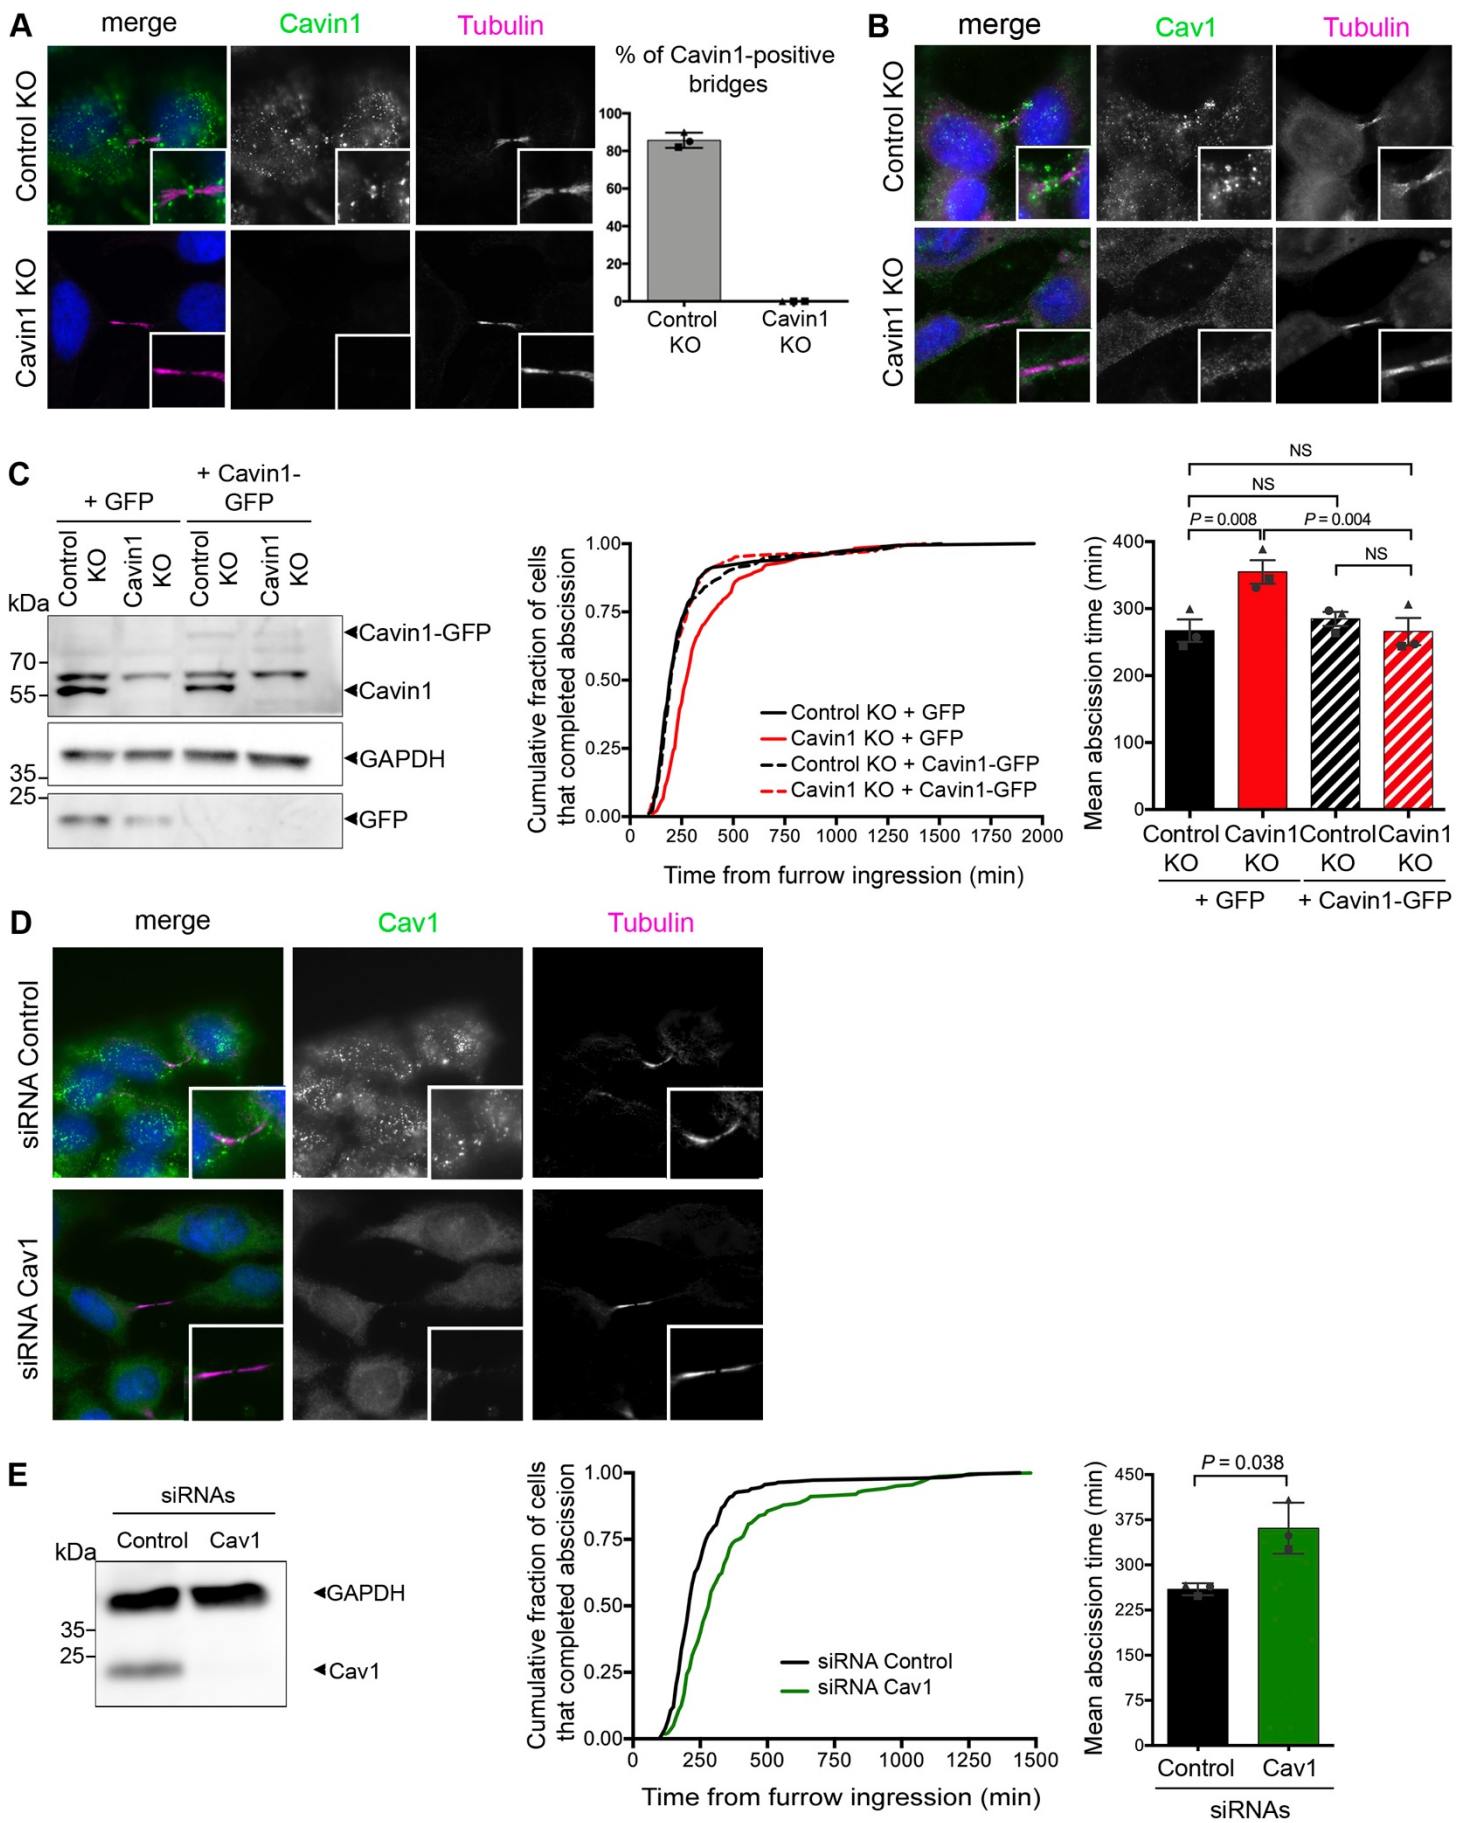 A
merge
Cavin1
Tubulin
Control KO
Cavin1 KO
% of Cavin1-positive
bridges
100
80
60
40
20
0
Control
KO
Cavin1
KO
B
merge
Cav1
Tubulin
Control KO
Cavin1 KO
C
+ GFP
+ Cavin1-
GFP
Control
KO
Cavin1
KO
Control
KO
Cavin1
KO
kDa
70
55
35
25
Cavin1-GFP
Cavin1
GAPDH
GFP
Cumulative fraction of cells
that completed abscission
1.00
0.75
0.50
0.25
0.00
Control KO + GFP
Cavin1 KO + GFP
Control KO + Cavin1-GFP
Cavin1 KO + Cavin1-GFP
0 250 500 750 1000 1250 1500 1750 2000
Time from furrow ingression (min)
NS
NS
P = 0.008
P = 0.004
NS
Mean abscission time (min)
400
300
200
100
0
Control
KO
Cavin1
KO
Control
KO
Cavin1
KO
+ GFP
+ Cavin1-GFP
D
merge
Cav1
Tubulin
siRNA Control
siRNA Cav1
E
siRNAs
Control Cav1
kDa
35
25
GAPDH
Cav1
Cumulative fraction of cells
that completed abscission
1.00
0.75
0.50
0.25
0.00
siRNA Control
siRNA Cav1
0 250 500 750 1000 1250 1500
Time from furrow ingression (min)
P = 0.038
Mean abscission time (min)
450
375
300
225
150
75
0
Control Cav1
siRNAs